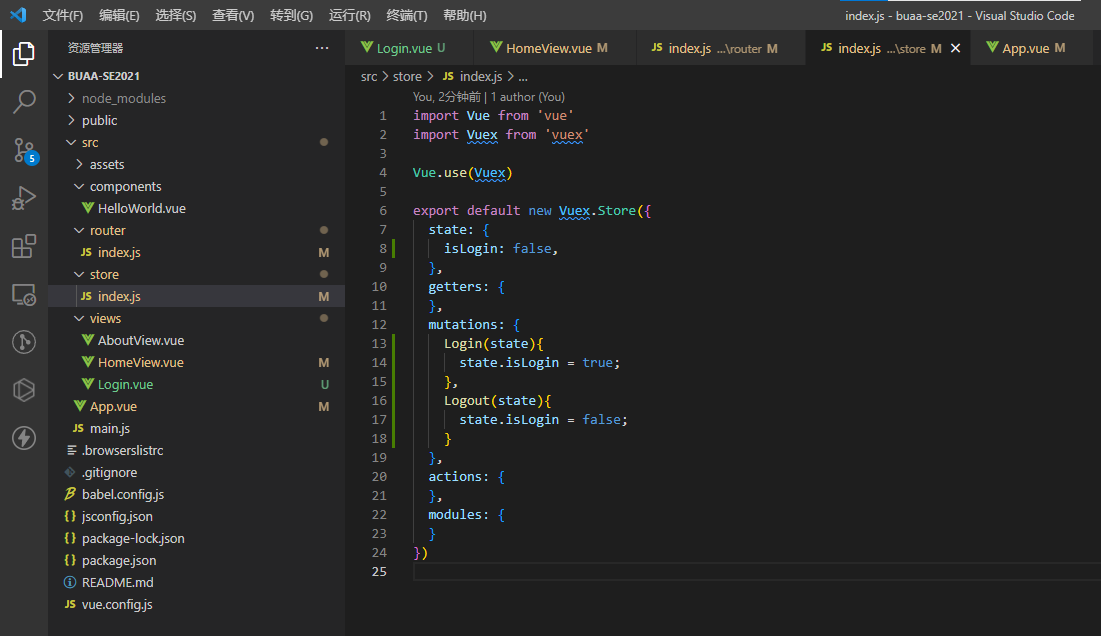 文件(F) 编辑(E) 选择(S) 查看(V) 转到(G) 运行(R) 终端(T) 帮助(H) index.js - buaa-se2021 - Visual Studio Code
资源管理器 ...
BUAA-SE2021
node_modules
public
src
assets
components
HelloWorld.vue
router
JS index.js M
store
JS index.js M
views
AboutView.vue
HomeView.vue M
Login.vue U
App.vue M
JS main.js
.browserslistrc
.gitignore
babel.config.js
{} jsconfig.json
{} package-lock.json
{} package.json
README.md
JS vue.config.js
5
Login.vue U HomeView.vue M JS index.js ...\router M JS index.js ...\store M × App.vue M
src > store > JS index.js > ...
You, 2分钟前 | 1 author (You)
1 import Vue from 'vue'
2 import Vuex from 'vuex'
3
4 Vue.use(Vuex)
5
6 export default new Vuex.Store({
7 state: {
8 isLogin: false,
9 },
10 getters: {
11 },
12 mutations: {
13 Login(state){
14 state.isLogin = true;
15 },
16 Logout(state){
17 state.isLogin = false;
18 }
19 },
20 actions: {
21 },
22 modules: {
23 }
24 })
25